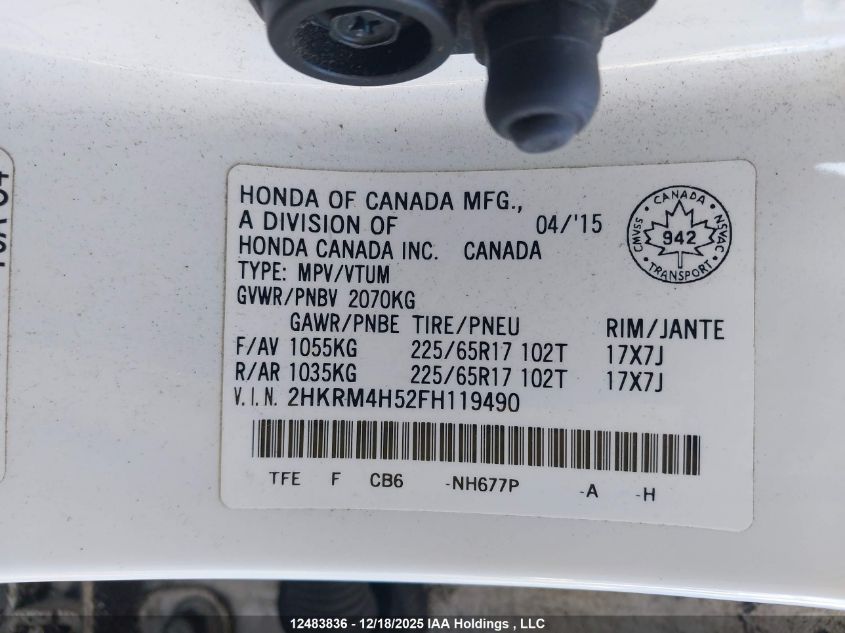 HONDA OF CANADA MFG.,
A DIVISION OF 04/'15
HONDA CANADA INC. CANADA
TYPE: MPV/VTUM
GVWR/PNBV 2070KG
GAWR/PNBE TIRE/PNEU RIM/JANTE
F/AV 1055KG 225/65R17 102T 17X7J
R/AR 1035KG 225/65R17 102T 17X7J
V.I.N. 2HKRM4H52FH119490
TFE F CB6 -NH677P -A -H
CANADA
CMVSS 942 NSVAC
TRANSPORT
12483836 - 12/18/2025 IAA Holdings , LLC